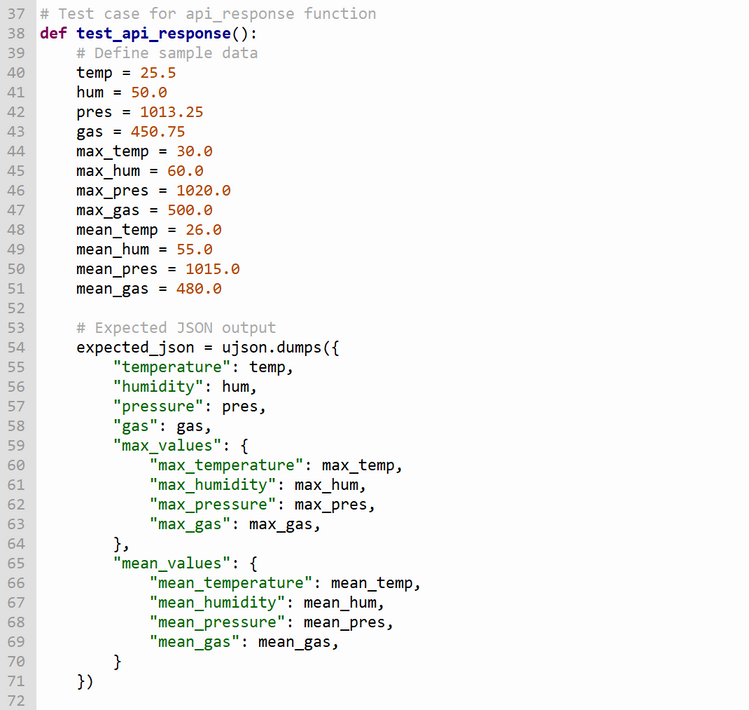 37 # Test case for api_response function
38 def test_api_response():
39     # Define sample data
40     temp = 25.5
41     hum = 50.0
42     pres = 1013.25
43     gas = 450.75
44     max_temp = 30.0
45     max_hum = 60.0
46     max_pres = 1020.0
47     max_gas = 500.0
48     mean_temp = 26.0
49     mean_hum = 55.0
50     mean_pres = 1015.0
51     mean_gas = 480.0
52
53     # Expected JSON output
54     expected_json = ujson.dumps({
55         "temperature": temp,
56         "humidity": hum,
57         "pressure": pres,
58         "gas": gas,
59         "max_values": {
60             "max_temperature": max_temp,
61             "max_humidity": max_hum,
62             "max_pressure": max_pres,
63             "max_gas": max_gas,
64         },
65         "mean_values": {
66             "mean_temperature": mean_temp,
67             "mean_humidity": mean_hum,
68             "mean_pressure": mean_pres,
69             "mean_gas": mean_gas,
70         }
71     })
72